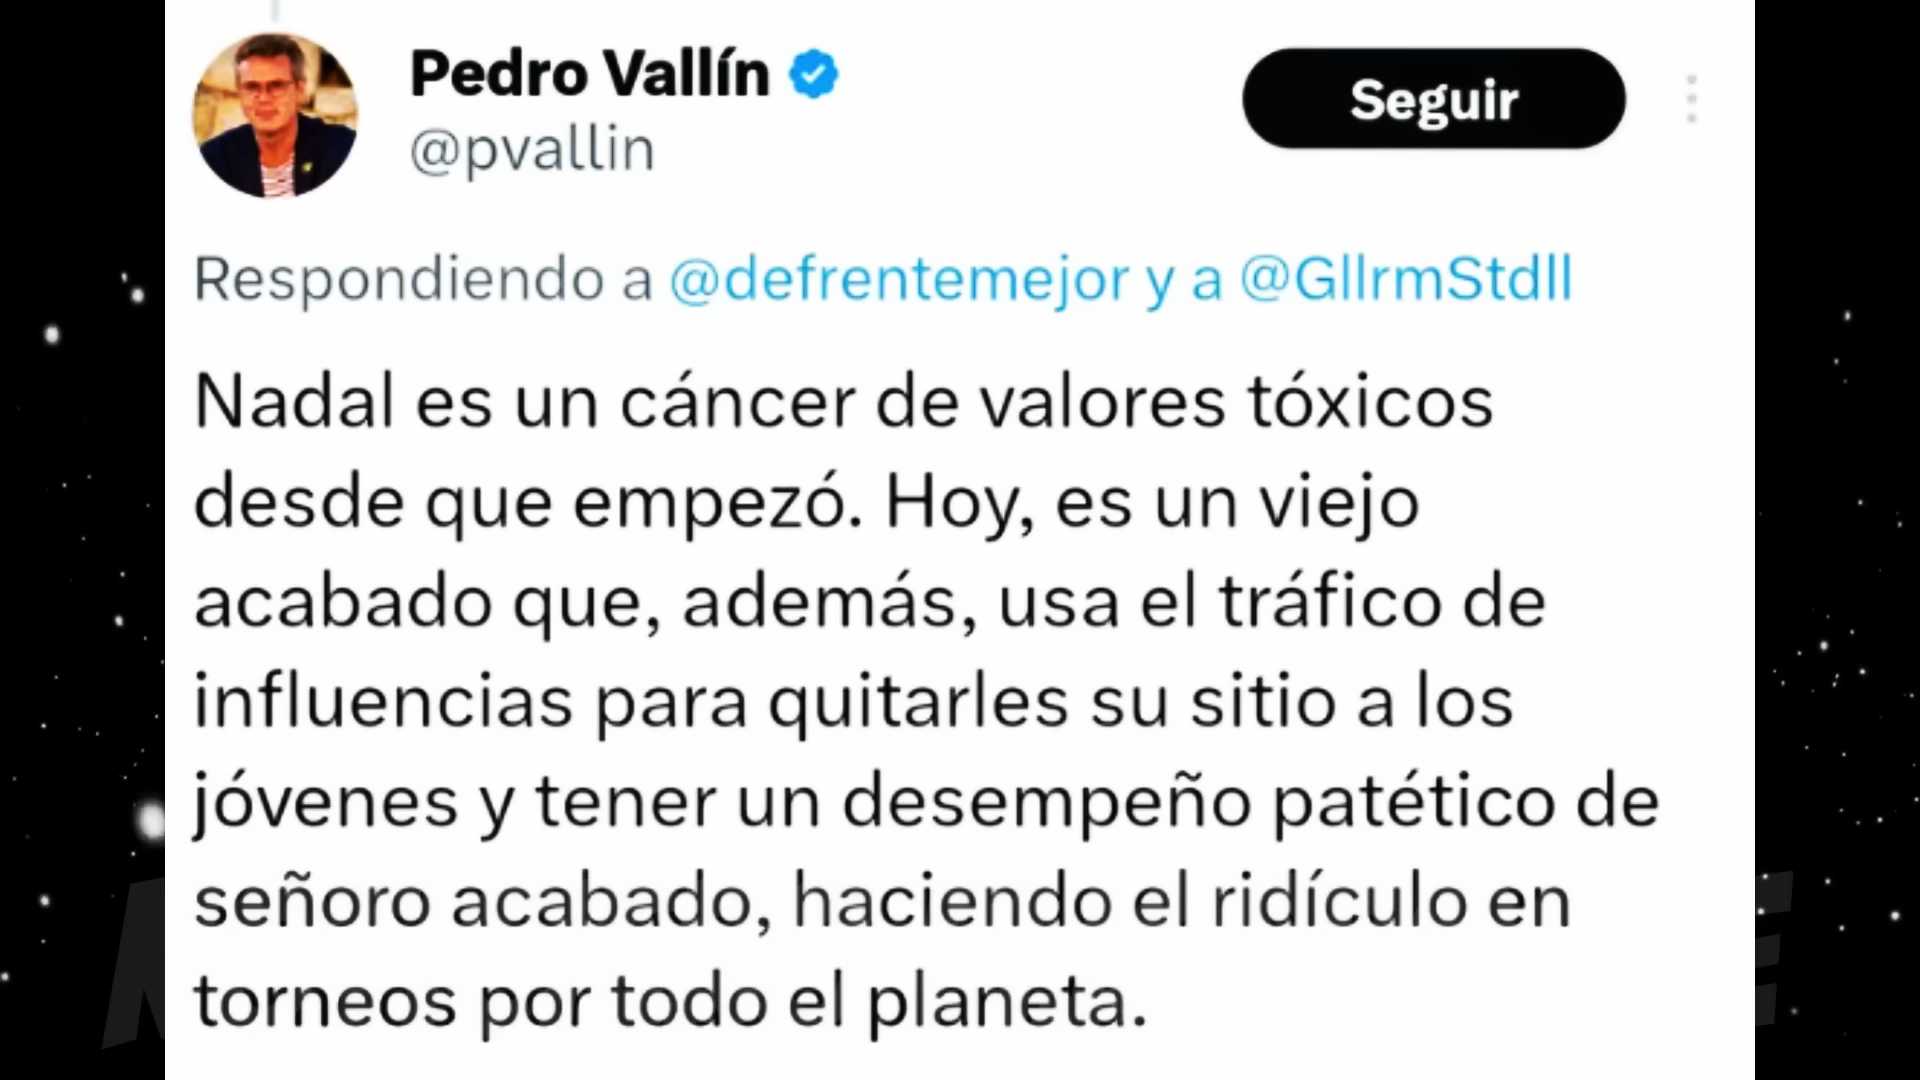 Pedro Vallín
@pvallin
Seguir
Respondiendo a @defrentemejor y a @GllrmStdll
Nadal es un cáncer de valores tóxicos
desde que empezó. Hoy, es un viejo
acabado que, además, usa el tráfico de
influencias para quitarles su sitio a los
jóvenes y tener un desempeño patético de
señoro acabado, haciendo el ridículo en
torneos por todo el planeta.